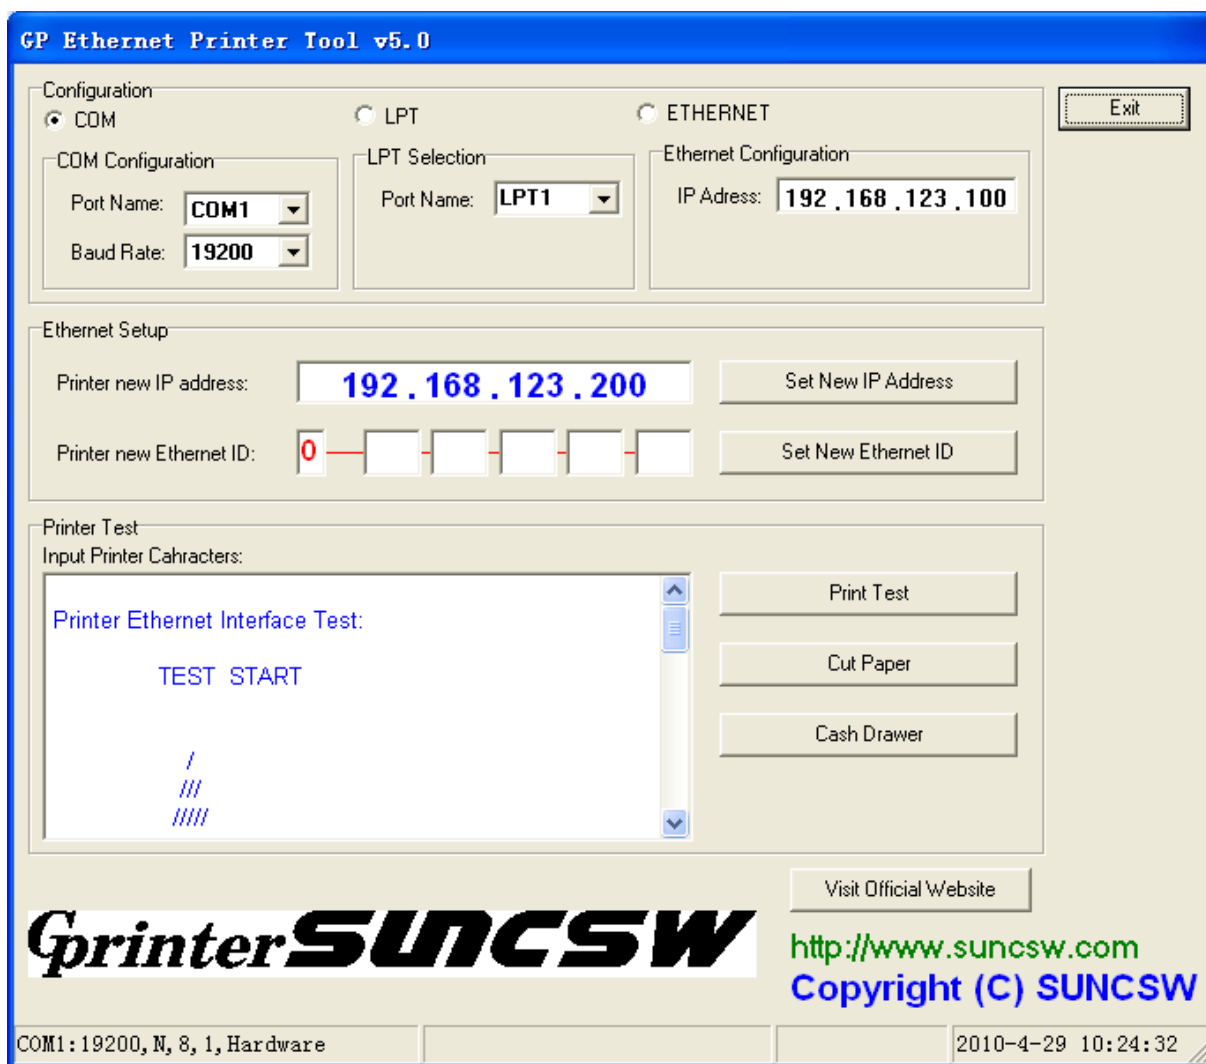 GP Ethernet Printer Tool v5.0
Configuration
COM
LPT
ETHERNET
Exit
COM Configuration
LPT Selection
Ethernet Configuration
Port Name: COM1
Port Name: LPT1
IP Adress: 192 . 168 . 123 . 100
Baud Rate: 19200
Ethernet Setup
Printer new IP address: 192 . 168 . 123 . 200
Set New IP Address
Printer new Ethernet ID: 0
Set New Ethernet ID
Printer Test
Input Printer Cahracters:
Printer Ethernet Interface Test:
TEST START
/
///
/////
Print Test
Cut Paper
Cash Drawer
Visit Official Website
Gprinter SUNCSW
http://www.suncsw.com
Copyright (C) SUNCSW
COM1:19200,N,8,1,Hardware
2010-4-29 10:24:32